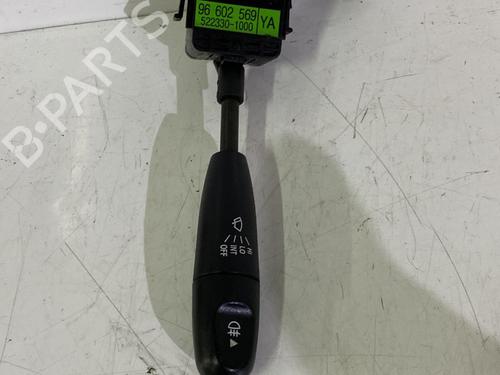 96 602 569 YA
522330-1000
B-PARTS
OFF
INT
LO
HI